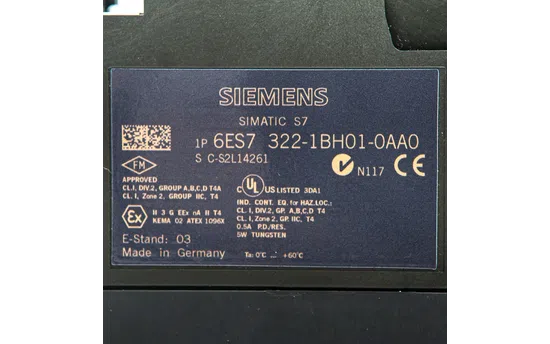 SIEMENS
SIMATIC S7
1P 6ES7 322-1BH01-0AA0
S C-S2L14261
N117 CE
FM
APPROVED
CL.I, DIV.2, GROUP A,B,C,D T4A
CL.I, Zone 2, GROUP IIC, T4
C UL US LISTED 3DA1
IND. CONT. EQ. for HAZ.LOC.:
CL.I, DIV.2, GP. A,B,C,D T4
CL.I, Zone 2, GP. IIC, T4
0.5A P.D/RES.
5W TUNGSTEN
Ex II 3 G EEx nA II T4
KEMA 02 ATEX 1096X
E-Stand: 03
Made in Germany
Ta: 0°C ... +60°C